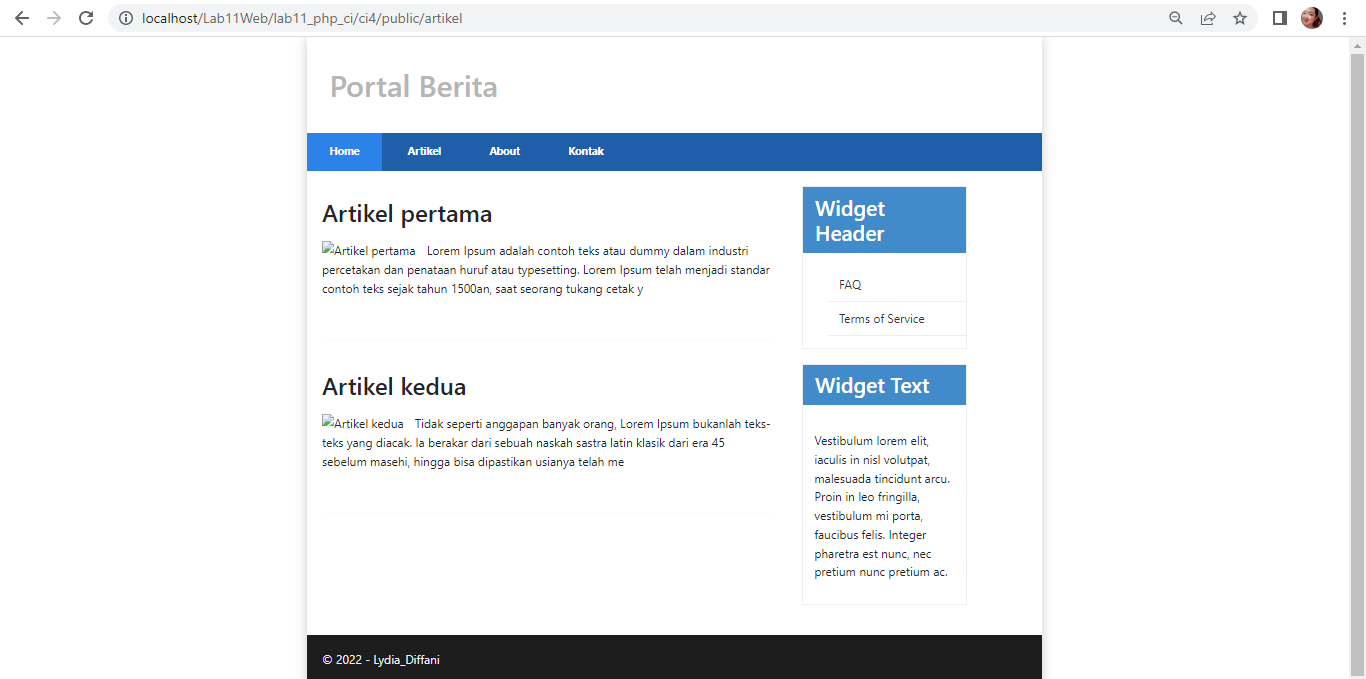 localhost/Lab11Web/lab11_php_ci/ci4/public/artikel
Portal Berita
Home Artikel About Kontak
Artikel pertama
Artikel pertama Lorem Ipsum adalah contoh teks atau dummy dalam industri
percetakan dan penataan huruf atau typesetting. Lorem Ipsum telah menjadi standar
contoh teks sejak tahun 1500an, saat seorang tukang cetak y
Artikel kedua
Artikel kedua Tidak seperti anggapan banyak orang, Lorem Ipsum bukanlah teks-
teks yang diacak. Ia berakar dari sebuah naskah sastra latin klasik dari era 45
sebelum masehi, hingga bisa dipastikan usianya telah me
Widget
Header
FAQ
Terms of Service
Widget Text
Vestibulum lorem elit,
iaculis in nisl volutpat,
malesuada tincidunt arcu.
Proin in leo fringilla,
vestibulum mi porta,
faucibus felis. Integer
pharetra est nunc, nec
pretium nunc pretium ac.
© 2022 - Lydia_Diffani